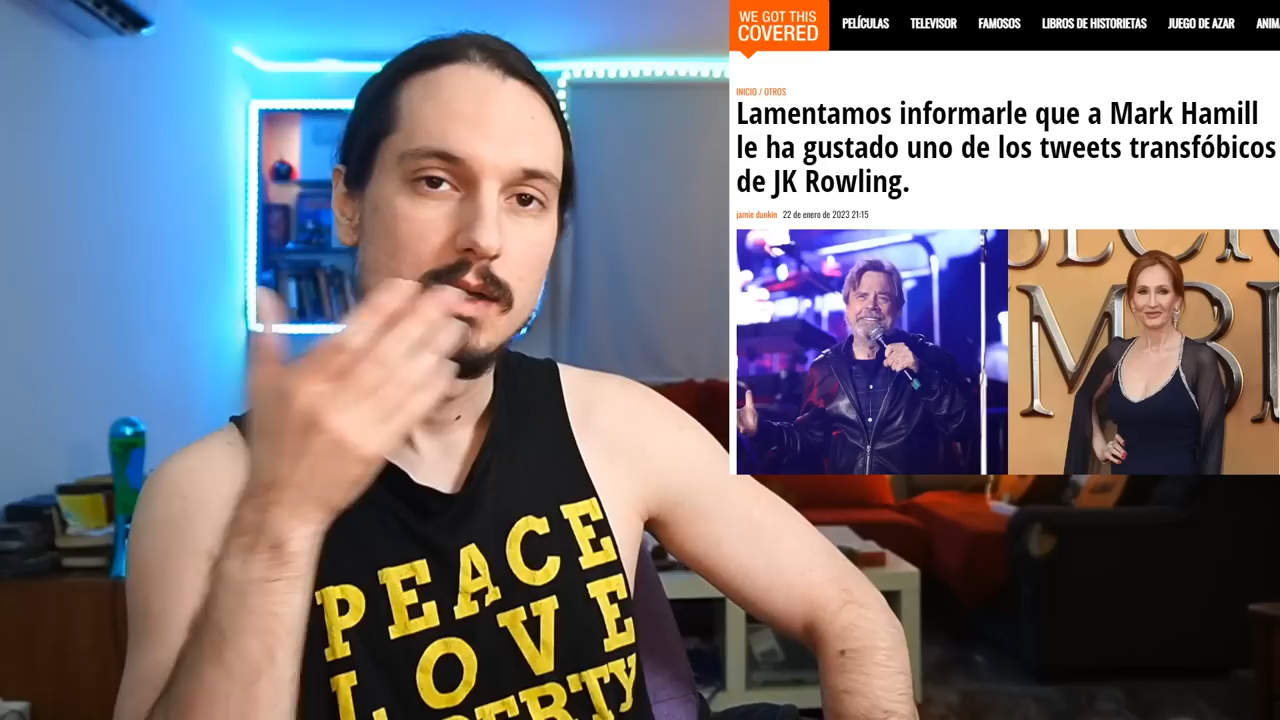 WE GOT THIS
COVERED
PELÍCULAS TELEVISOR FAMOSOS LIBROS DE HISTORIETAS JUEGO DE AZAR ANIM
INICIO / OTROS
Lamentamos informarle que a Mark Hamill
le ha gustado uno de los tweets transfóbicos
de JK Rowling.
jamie dunkin 22 de enero de 2023 21:15
PEACE
LOVE